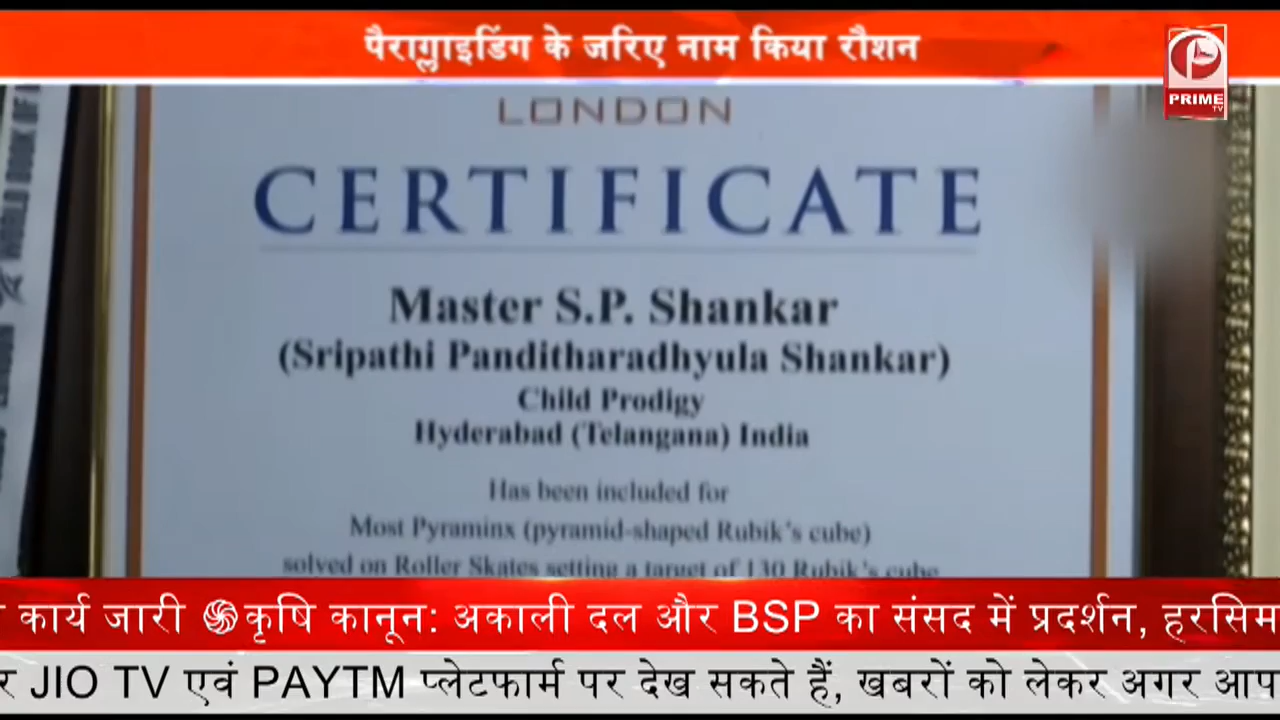 पैराग्लाइडिंग के जरिए नाम किया रौशन
PRIME
TV
LONDON
CERTIFICATE
Master S.P. Shankar
(Sripathi Panditharadhyula Shankar)
Child Prodigy
Hyderabad (Telangana) India
Has been included for
Most Pyraminx (pyramid-shaped Rubik's cube)
solved on Roller Skates setting a target of 130 Rubik's cube
कार्य जारी कृषि कानून: अकाली दल और BSP का संसद में प्रदर्शन, हरसिम
र JIO TV एवं PAYTM प्लेटफार्म पर देख सकते हैं, खबरों को लेकर अगर आप